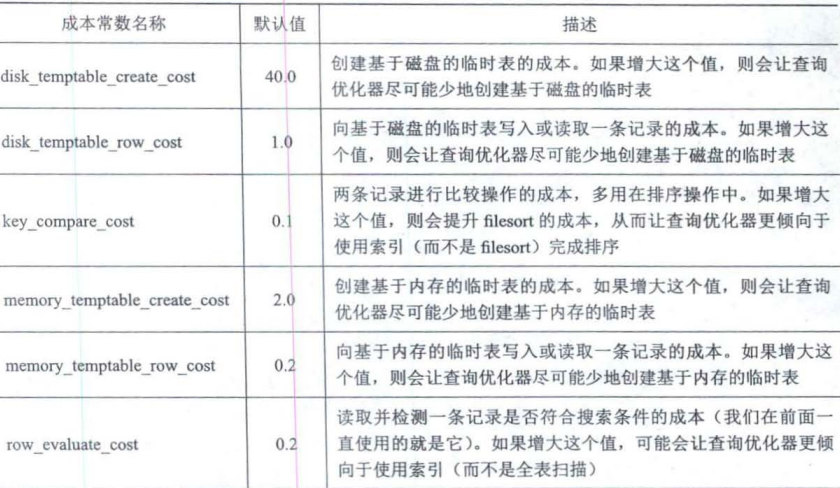 成本常数名称 默认值 描述
disk_temptable_create_cost 40.0 创建基于磁盘的临时表的成本。如果增大这个值，则会让查询
优化器尽可能少地创建基于磁盘的临时表
disk_temptable_row_cost 1.0 向基于磁盘的临时表写入或读取一条记录的成本。如果增大这
个值，则会让查询优化器尽可能少地创建基于磁盘的临时表
key_compare_cost 0.1 两条记录进行比较操作的成本，多用在排序操作中。如果增大
这个值，则会提升 filesort 的成本，从而让查询优化器更倾向于
使用索引（而不是 filesort）完成排序
memory_temptable_create_cost 2.0 创建基于内存的临时表的成本。如果增大这个值，则会让查询
优化器尽可能少地创建基于内存的临时表
memory_temptable_row_cost 0.2 向基于内存的临时表写入或读取一条记录的成本。如果增大这
个值，则会让查询优化器尽可能少地创建基于内存的临时表
row_evaluate_cost 0.2 读取并检测一条记录是否符合搜索条件的成本（我们在前面一
直使用的就是它）。如果增大这个值，可能会让查询优化器更倾
向于使用索引（而不是全表扫描）